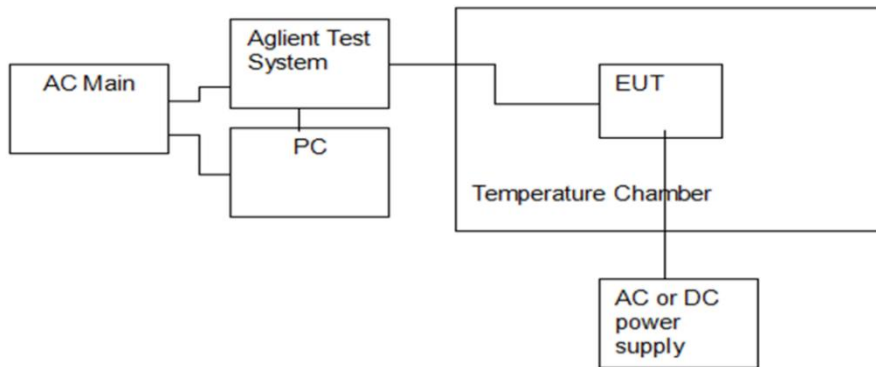 Aglient Test
System
AC Main
EUT
PC
Temperature Chamber
AC or DC
power
supply